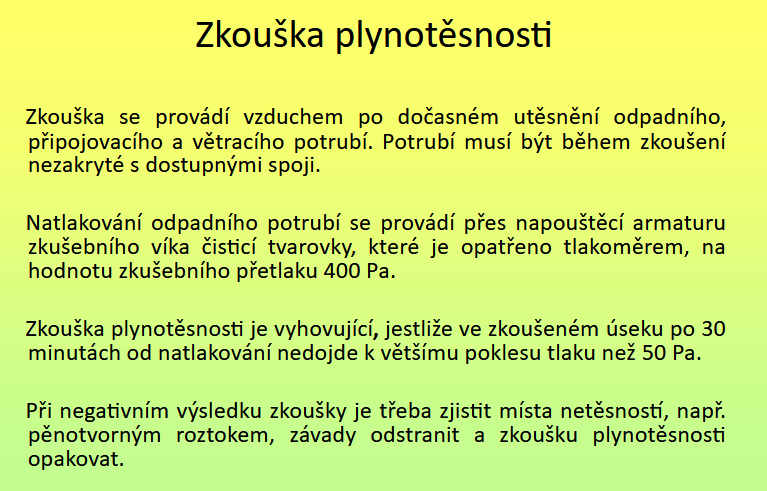 Zkouška plynotěsnosti
Zkouška se provádí vzduchem po dočasném utěsnění odpadního,
připojovacího a větracího potrubí. Potrubí musí být během zkoušení
nezakryté s dostupnými spoji.
Natlakování odpadního potrubí se provádí přes napouštěcí armaturu
zkušebního víka čisticí tvarovky, které je opatřeno tlakoměrem, na
hodnotu zkušebního přetlaku 400 Pa.
Zkouška plynotěsnosti je vyhovující, jestliže ve zkoušeném úseku po 30
minutách od natlakování nedojde k většímu poklesu tlaku než 50 Pa.
Při negativním výsledku zkoušky je třeba zjistit místa netěsností, např.
pěnotvorným roztokem, závady odstranit a zkoušku plynotěsnosti
opakovat.